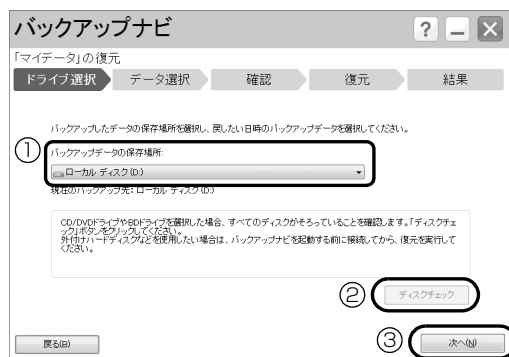 バックアップナビ
? _ X
「マイデータ」の復元
ドライブ選択 データ選択 確認 復元 結果
バックアップしたデータの保存場所を選択し、戻したい日時のバックアップデータを選択してください。
①
バックアップデータの保存場所:
ローカル ディスク(D:)
現在のバックアップ先: ローカル ディスク(D:)
CD/DVDドライブやBDドライブを選択した場合、すべてのディスクがそろっていることを確認します。「ディスクチェ
ック」ボタンをクリックしてください。
外付けハードディスクなどを使用したい場合は、バックアップナビを起動する前に接続してから、復元を実行して
ください。
② ディスクチェック
戻る(B) ③ 次へ(N)